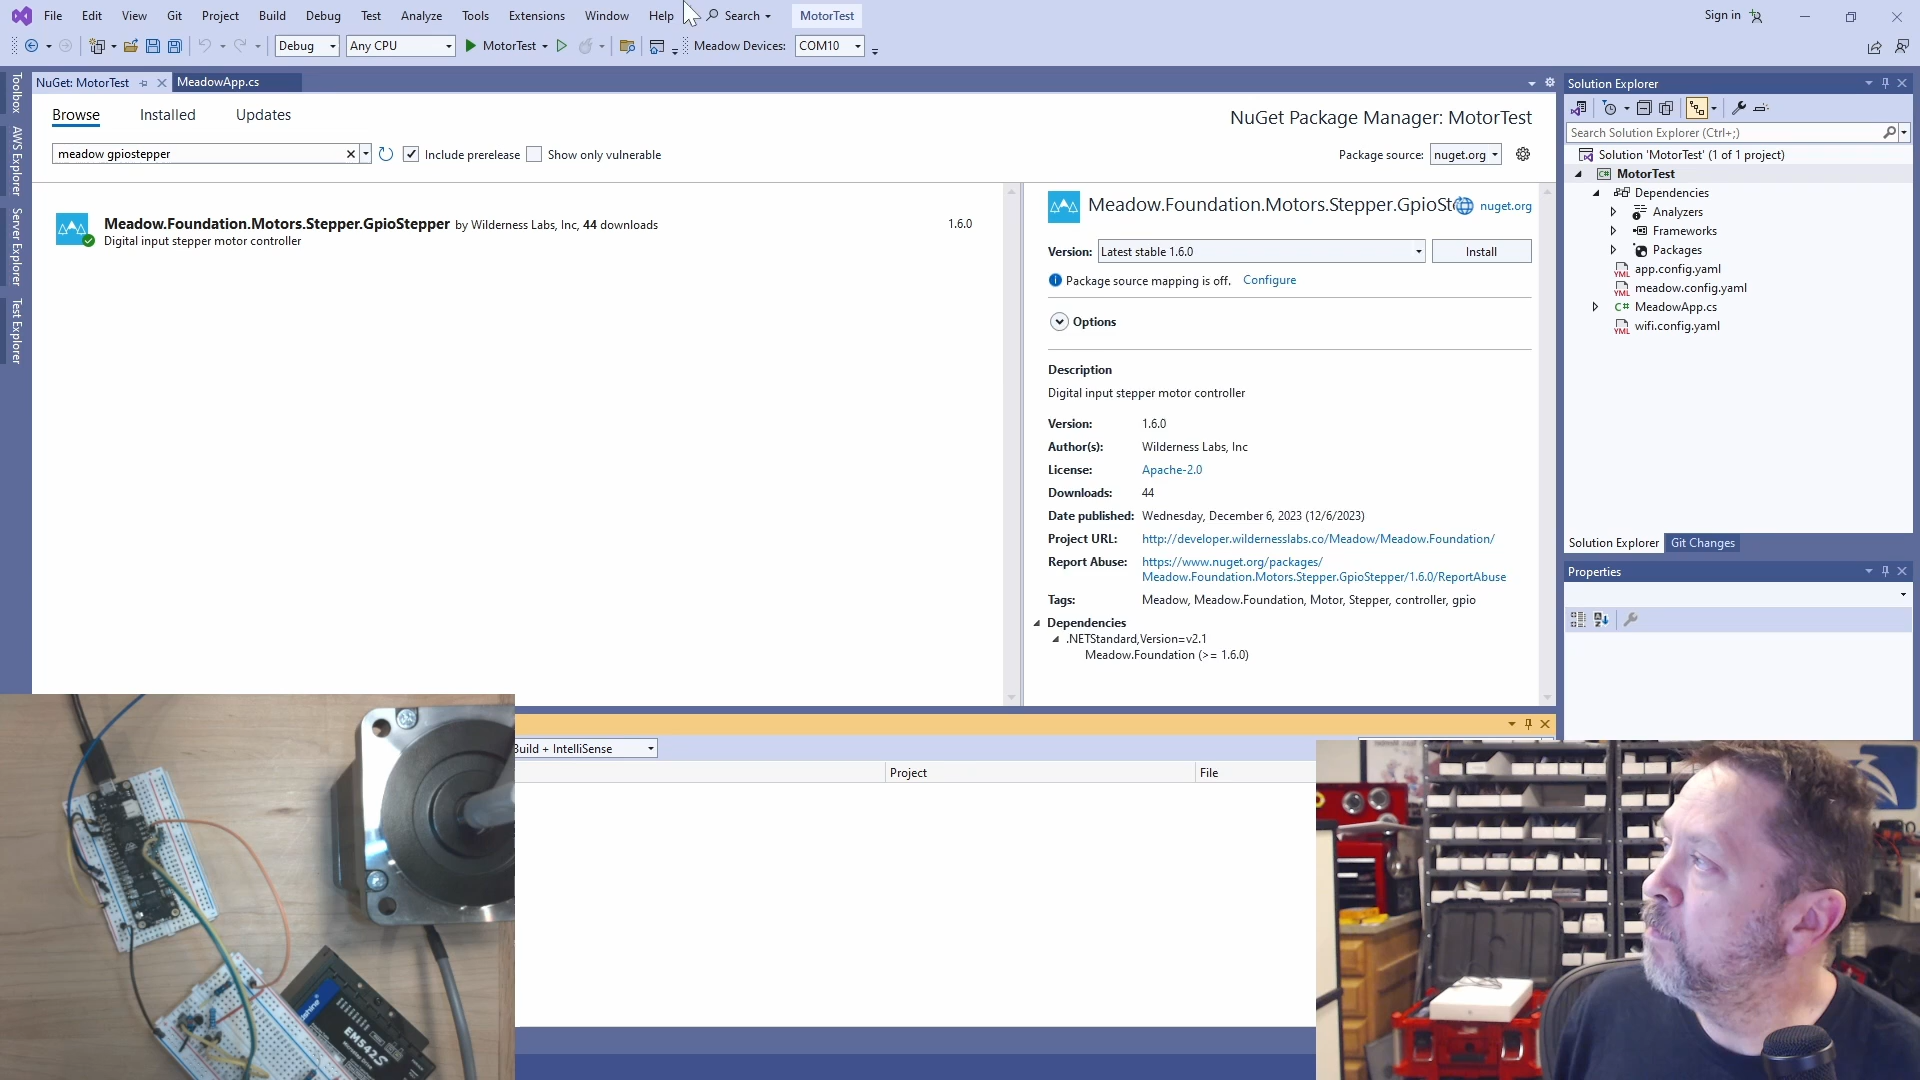 File Edit View Git Project Build Debug Test Analyze Tools Extensions Window Help Search MotorTest Sign in
Debug Any CPU MotorTest Meadow Devices: COM10
NuGet: MotorTest MeadowApp.cs
Toolbox
AWS Explorer
Server Explorer
Test Explorer
Browse Installed Updates
NuGet Package Manager: MotorTest
meadow gpiostepper
Include prerelease Show only vulnerable
Package source: nuget.org
Meadow.Foundation.Motors.Stepper.GpioStepper by Wilderness Labs, Inc, 44 downloads 1.6.0
Digital input stepper motor controller
Meadow.Foundation.Motors.Stepper.GpioSte nuget.org
Version: Latest stable 1.6.0 Install
Package source mapping is off. Configure
Options
Description
Digital input stepper motor controller
Version: 1.6.0
Author(s): Wilderness Labs, Inc
License: Apache-2.0
Downloads: 44
Date published: Wednesday, December 6, 2023 (12/6/2023)
Project URL: http://developer.wildernesslabs.co/Meadow/Meadow.Foundation/
Report Abuse: https://www.nuget.org/packages/
Meadow.Foundation.Motors.Stepper.GpioStepper/1.6.0/ReportAbuse
Tags: Meadow, Meadow.Foundation, Motor, Stepper, controller, gpio
Dependencies
.NETStandard,Version=v2.1
Meadow.Foundation (>= 1.6.0)
Solution Explorer
Search Solution Explorer (Ctrl+;)
Solution 'MotorTest' (1 of 1 project)
MotorTest
Dependencies
Analyzers
Frameworks
Packages
app.config.yaml
meadow.config.yaml
MeadowApp.cs
wifi.config.yaml
Solution Explorer Git Changes
Properties
Build + IntelliSense
Project File
EM542S